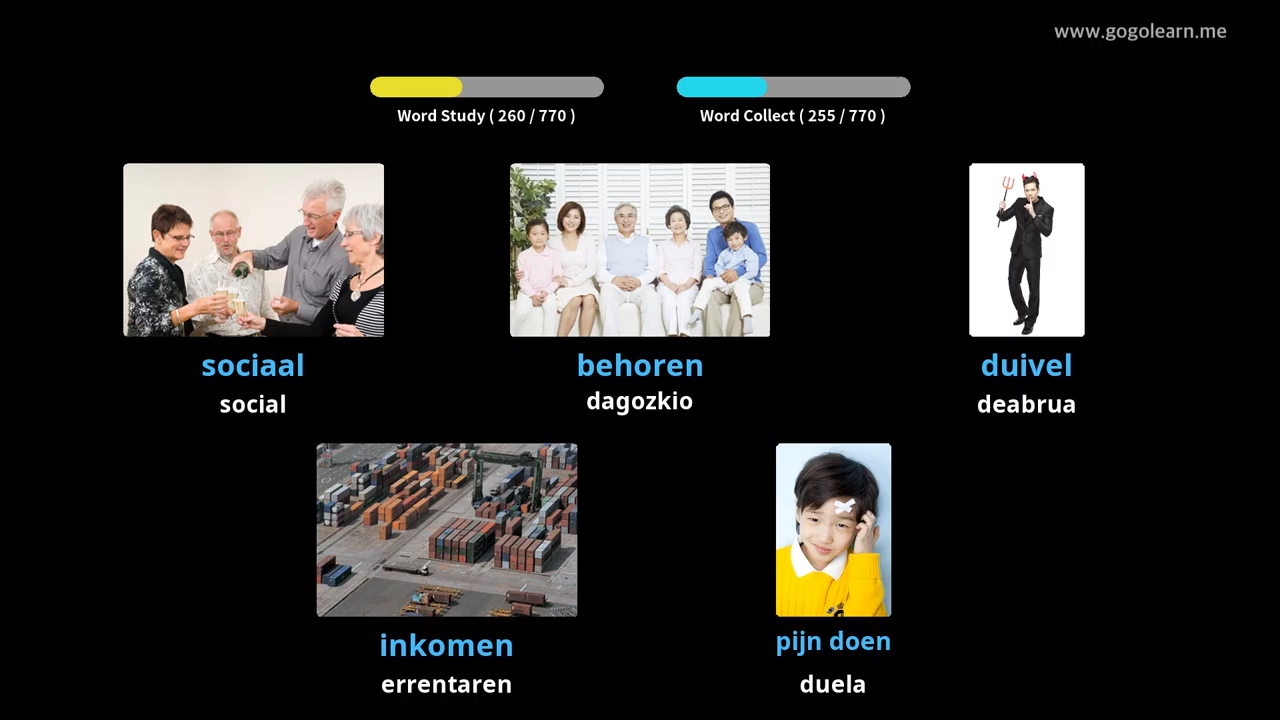 www.gogolearn.me
Word Study ( 260 / 770 )
Word Collect ( 255 / 770 )
sociaal
social
behoren
dagozkio
duivel
deabrua
inkomen
errentaren
pijn doen
duela